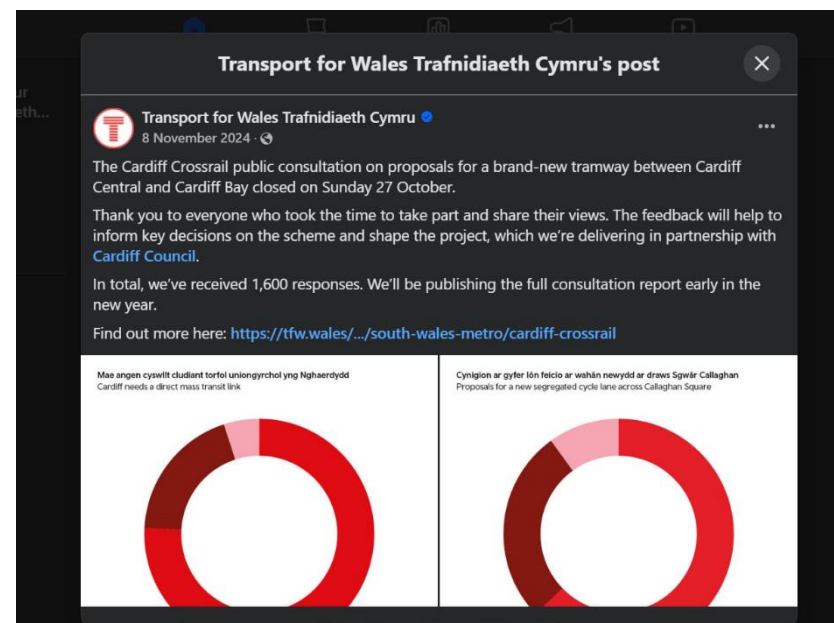 Transport for Wales Trafnidiaeth Cymru's post
ur
eth...
Transport for Wales Trafnidiaeth Cymru
8 November 2024 ·
The Cardiff Crossrail public consultation on proposals for a brand-new tramway between Cardiff
Central and Cardiff Bay closed on Sunday 27 October.
Thank you to everyone who took the time to take part and share their views. The feedback will help to
inform key decisions on the scheme and shape the project, which we're delivering in partnership with
Cardiff Council.
In total, we've received 1,600 responses. We'll be publishing the full consultation report early in the
new year.
Find out more here: https://tfw.wales/.../south-wales-metro/cardiff-crossrail
Mae angen cyswllt cludiant torfol uniongyrchol yng Nghaerdydd
Cardiff needs a direct mass transit link
Cynigion ar gyfer lôn feicio ar wahân newydd ar draws Sgwâr Callaghan
Proposals for a new segregated cycle lane across Callaghan Square